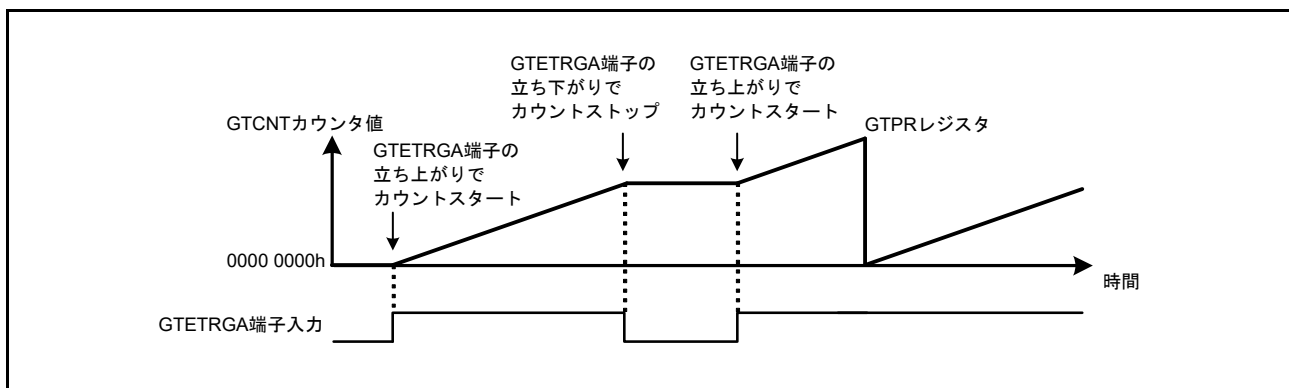 GTETRGA端子の
立ち下がりで
カウントストップ
GTETRGA端子の
立ち上がりで
カウントスタート
GTCNTカウンタ値
GTPRレジスタ
GTETRGA端子の
立ち上がりで
カウントスタート
0000 0000h
時間
GTETRGA端子入力